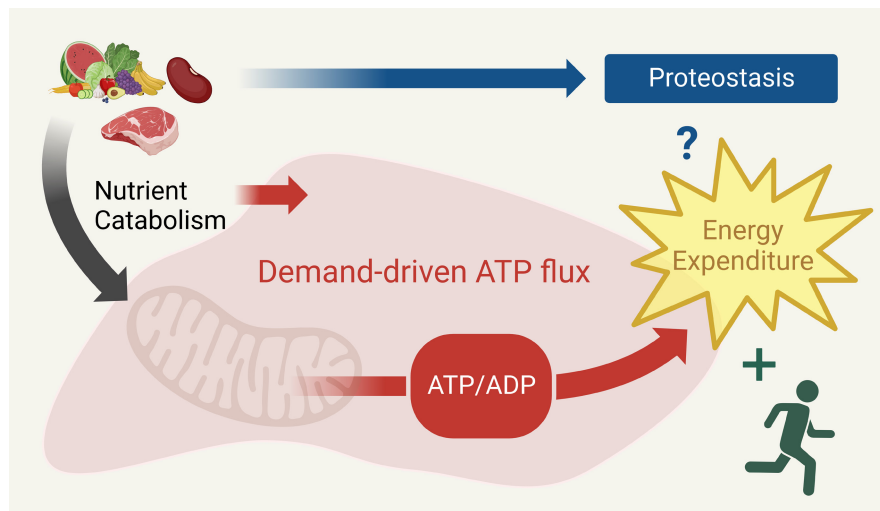 Proteostasis
?
Nutrient
Catabolism
Energy
Expenditure
Demand-driven ATP flux
ATP/ADP
+